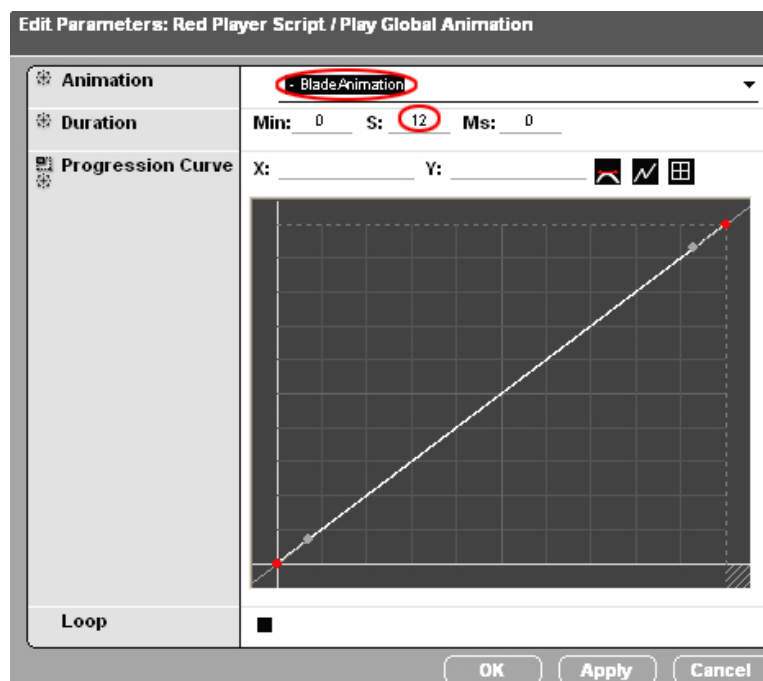 Edit Parameters: Red Player Script / Play Global Animation
Animation
- BladeAnimation
Duration
Min: 0 S: 12 Ms: 0
Progression Curve
X: Y:
Loop
OK Apply Cancel